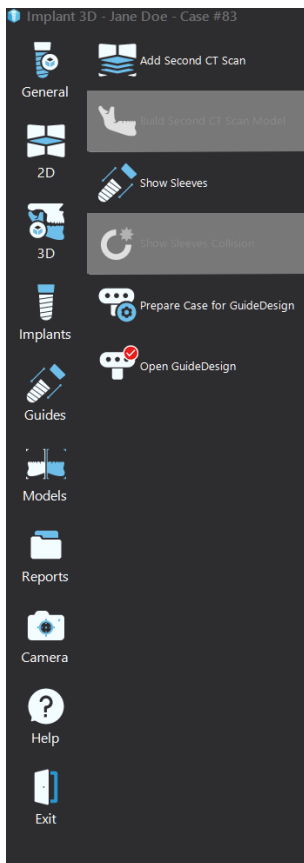 Implant 3D - Jane Doe - Case #83
General
Add Second CT Scan
Build Second CT Scan Model
2D
Show Sleeves
3D
Show Sleeves Collision
Implants
Prepare Case for GuideDesign
Guides
Open GuideDesign
Models
Reports
Camera
Help
Exit